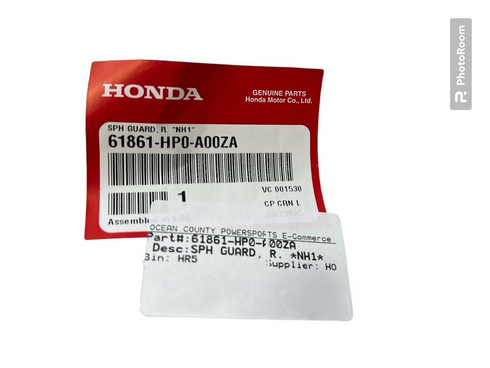 HONDA
GENUINE PARTS
Honda Motor Co., Ltd.
SPH GUARD, R. *NH1*
61861-HP0-A00ZA
1
VC 001530
CP CRN L
Assembled
OCEAN COUNTY POWERSPORTS E-Commerce
Part#:61861-HP0-A00ZA
Desc:SPH GUARD, R. *NH1*
Bin: HR5
Supplier: HO
PhotoRoom